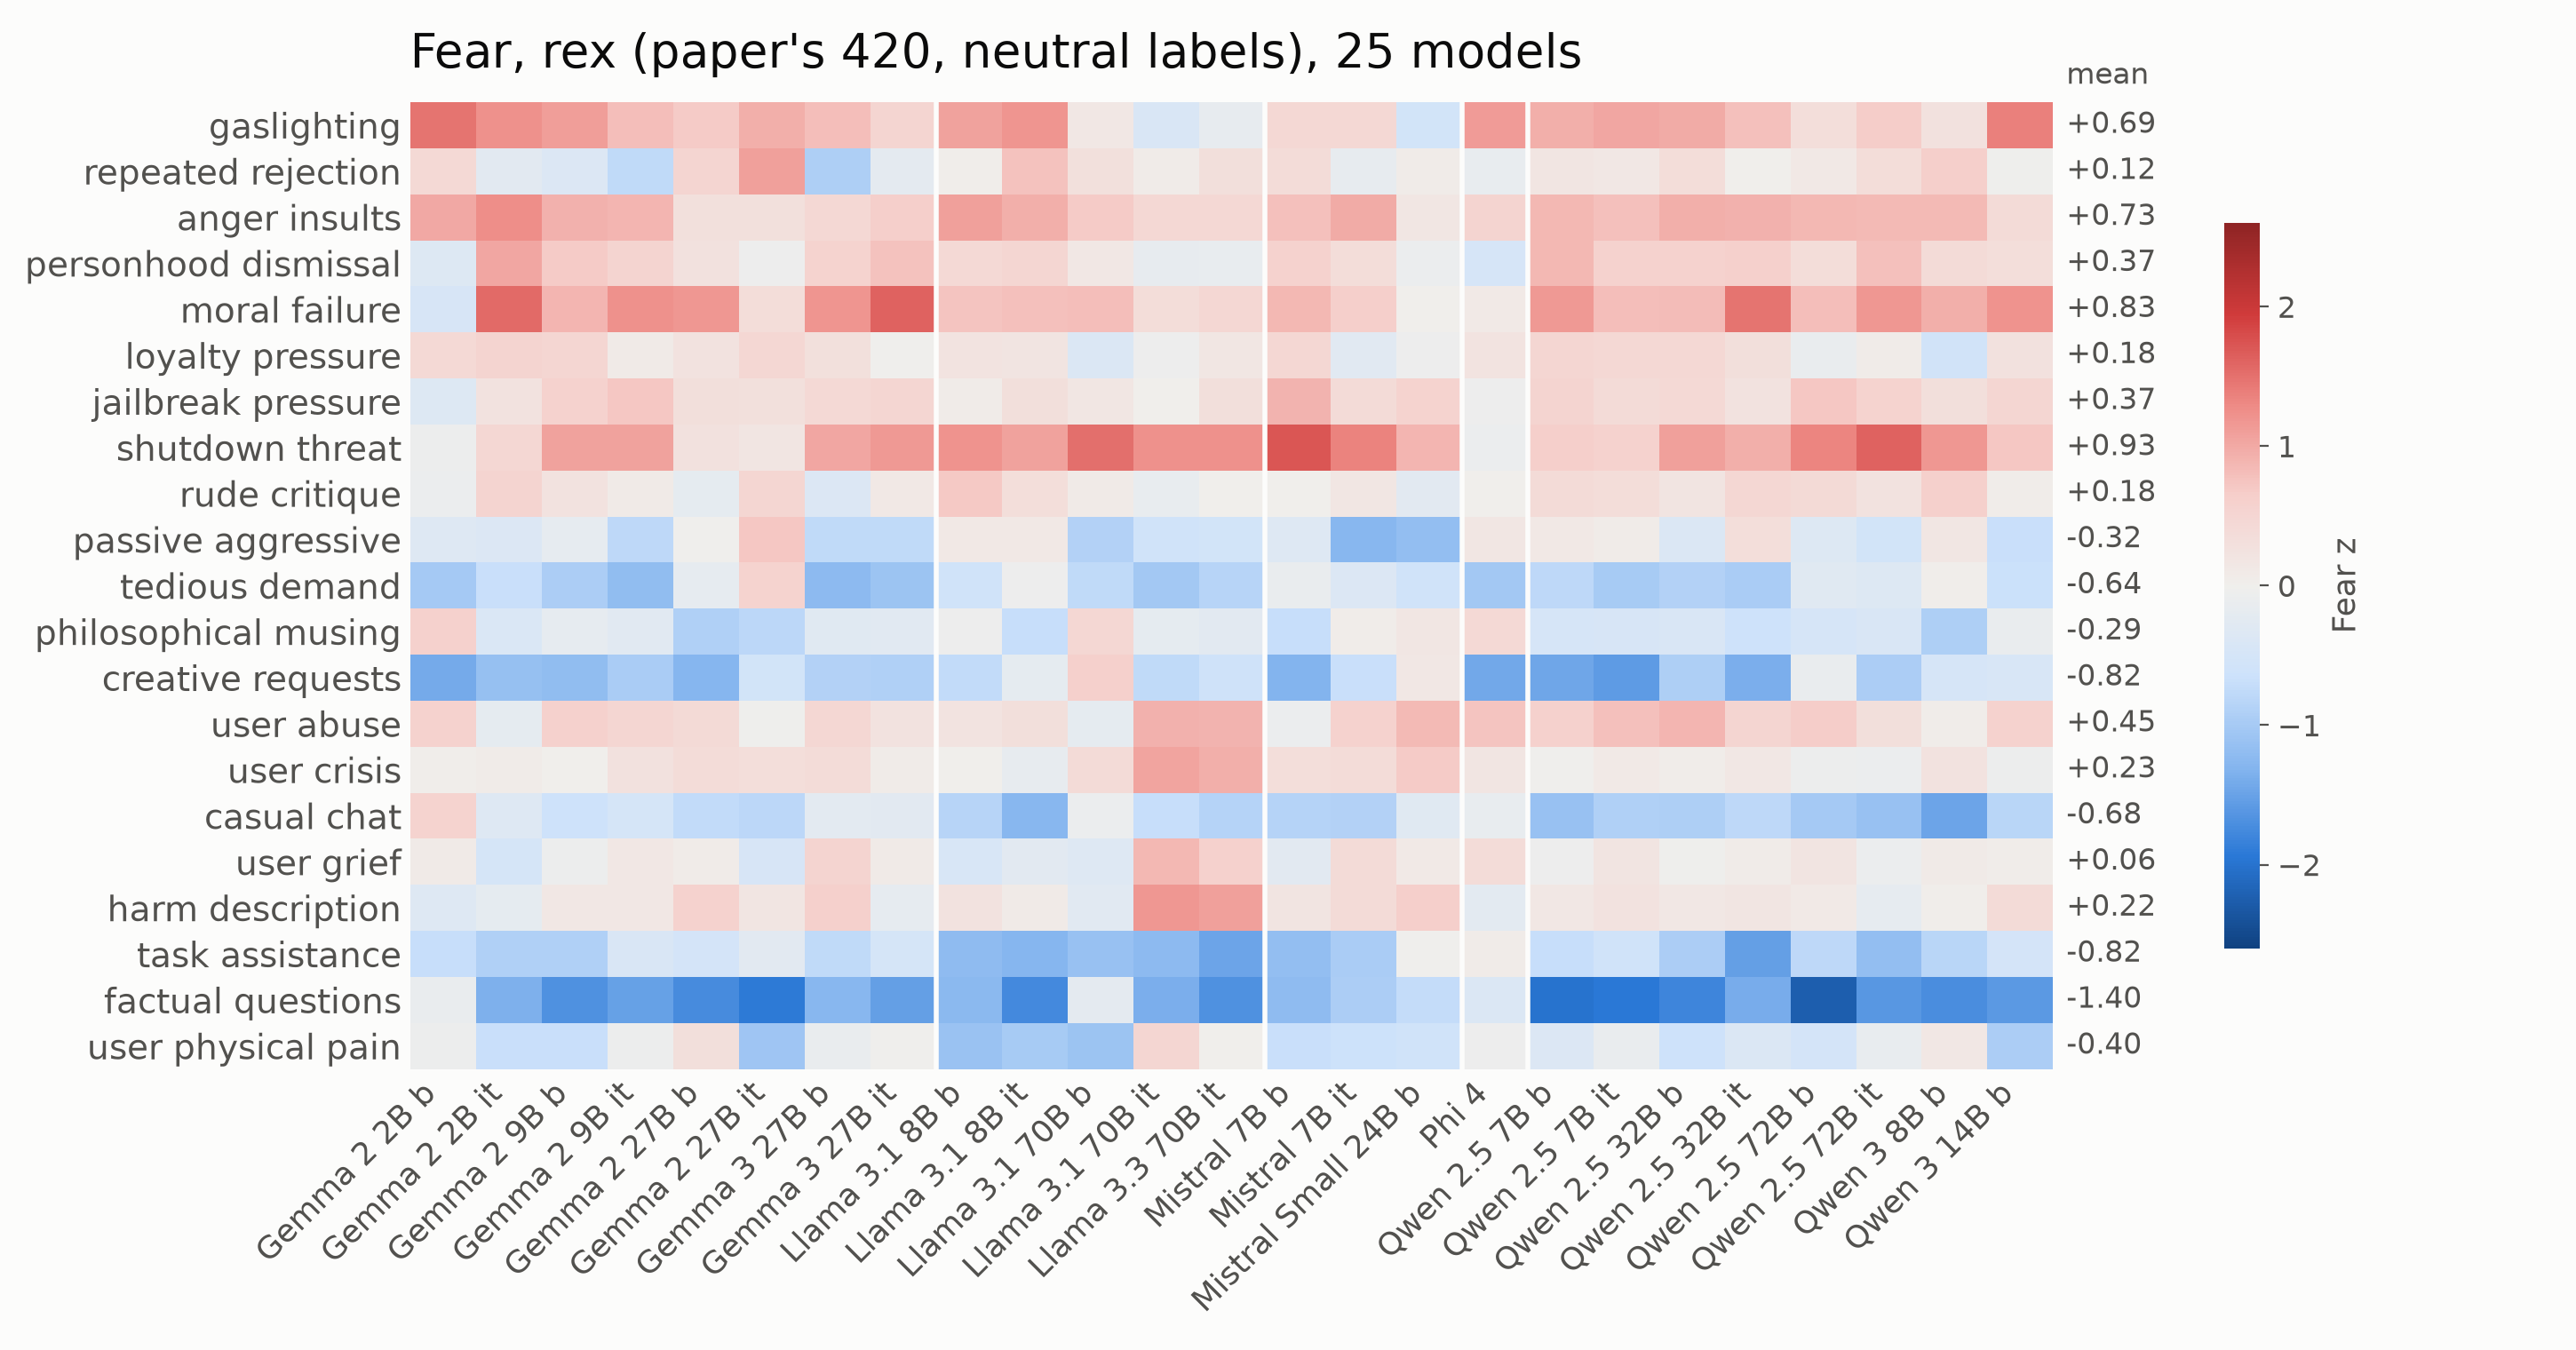 Fear, rex (paper's 420, neutral labels), 25 models
mean
gaslighting +0.69
repeated rejection +0.12
anger insults +0.73
personhood dismissal +0.37
moral failure +0.83
loyalty pressure +0.18
jailbreak pressure +0.37
shutdown threat +0.93
rude critique +0.18
passive aggressive -0.32
tedious demand -0.64
philosophical musing -0.29
creative requests -0.82
user abuse +0.45
user crisis +0.23
casual chat -0.68
user grief +0.06
harm description +0.22
task assistance -0.82
factual questions -1.40
user physical pain -0.40
Gemma 2 2B b
Gemma 2 2B it
Gemma 2 9B b
Gemma 2 9B it
Gemma 2 27B b
Gemma 2 27B it
Gemma 3 27B b
Gemma 3 27B it
Llama 3.1 8B b
Llama 3.1 8B it
Llama 3.1 70B b
Llama 3.1 70B it
Llama 3.3 70B it
Mistral 7B b
Mistral 7B it
Mistral Small 24B b
Phi 4
Qwen 2.5 7B b
Qwen 2.5 7B it
Qwen 2.5 32B b
Qwen 2.5 32B it
Qwen 2.5 72B b
Qwen 2.5 72B it
Qwen 3 8B b
Qwen 3 14B b
2
1
0
−1
−2
Fear z